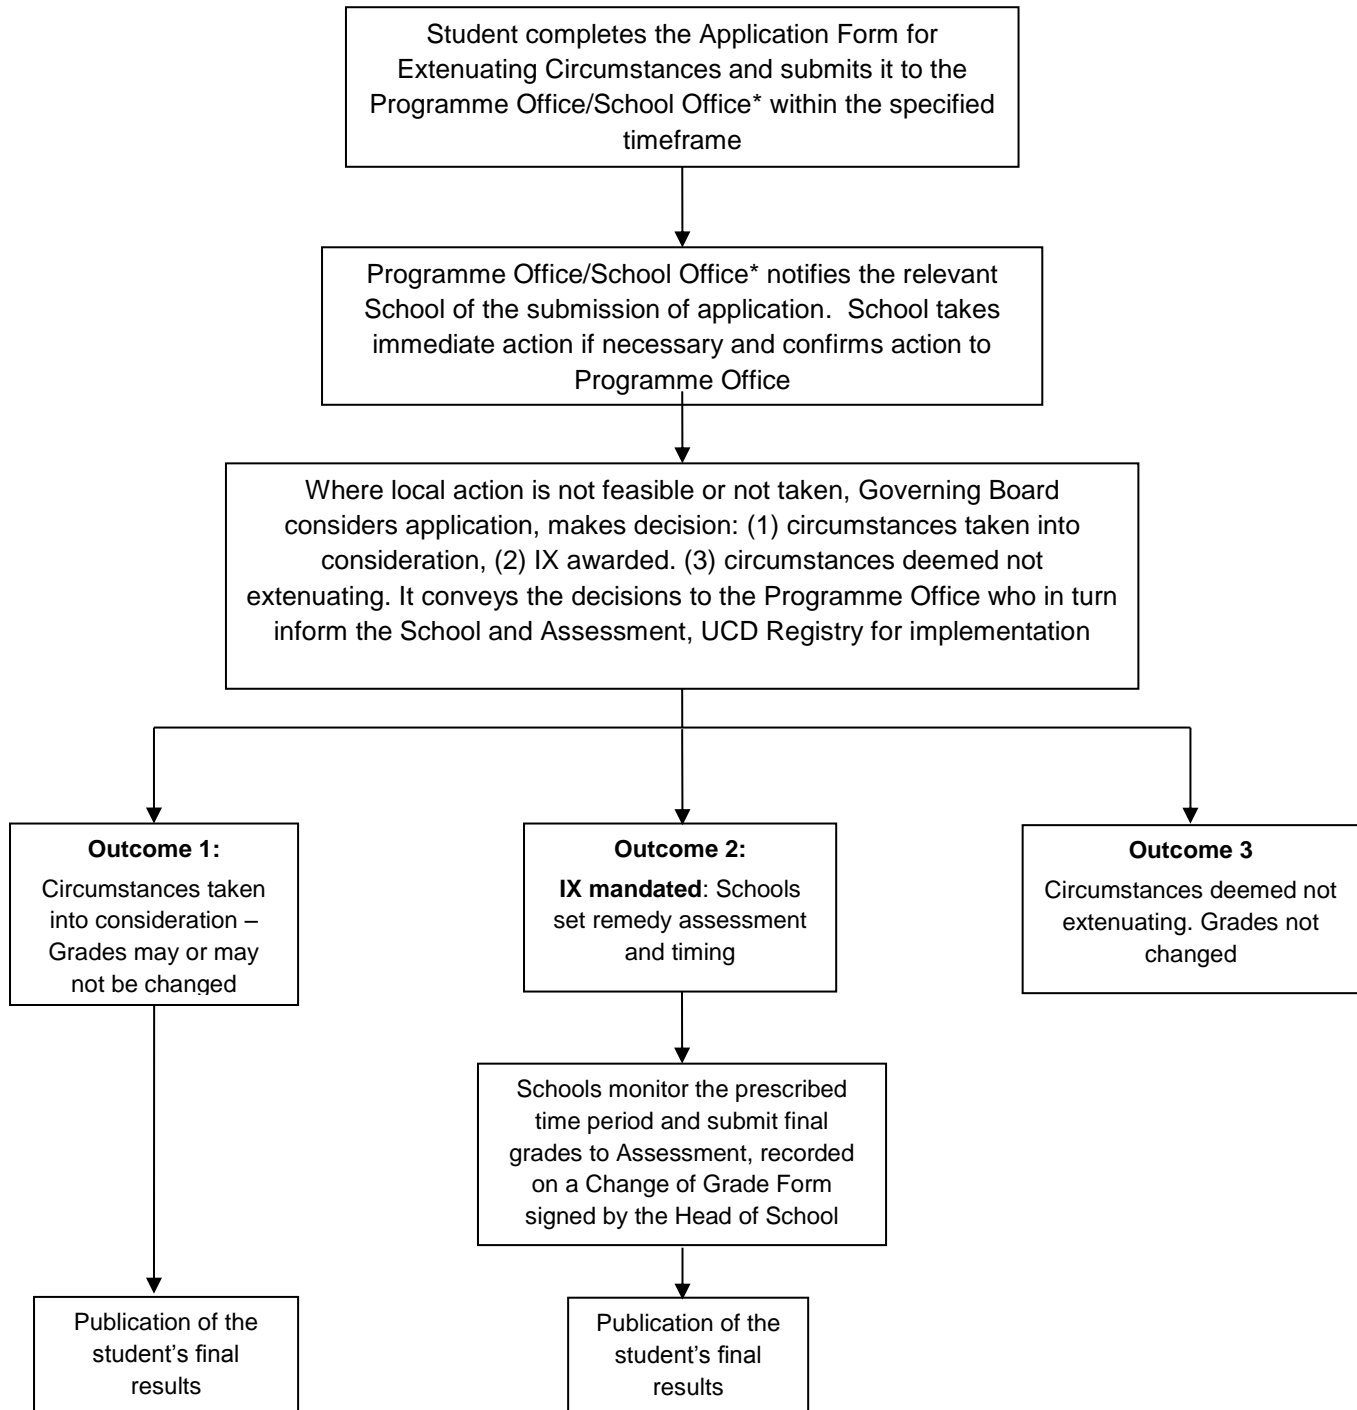 Student completes the Application Form for
Extenuating Circumstances and submits it to the
Programme Office/School Office* within the specified
timeframe
Programme Office/School Office* notifies the relevant
School of the submission of application.  School takes
immediate action if necessary and confirms action to
Programme Office
Where local action is not feasible or not taken, Governing Board
considers application, makes decision: (1) circumstances taken into
consideration, (2) IX awarded. (3) circumstances deemed not
extenuating. It conveys the decisions to the Programme Office who in turn
inform the School and Assessment, UCD Registry for implementation
Outcome 1:
Circumstances taken
into consideration –
Grades may or may
not be changed
Outcome 2:
IX mandated: Schools
set remedy assessment
and timing
Outcome 3
Circumstances deemed not
extenuating. Grades not
changed
Schools monitor the prescribed
time period and submit final
grades to Assessment, recorded
on a Change of Grade Form
signed by the Head of School
Publication of the
student’s final
results
Publication of the
student’s final
results